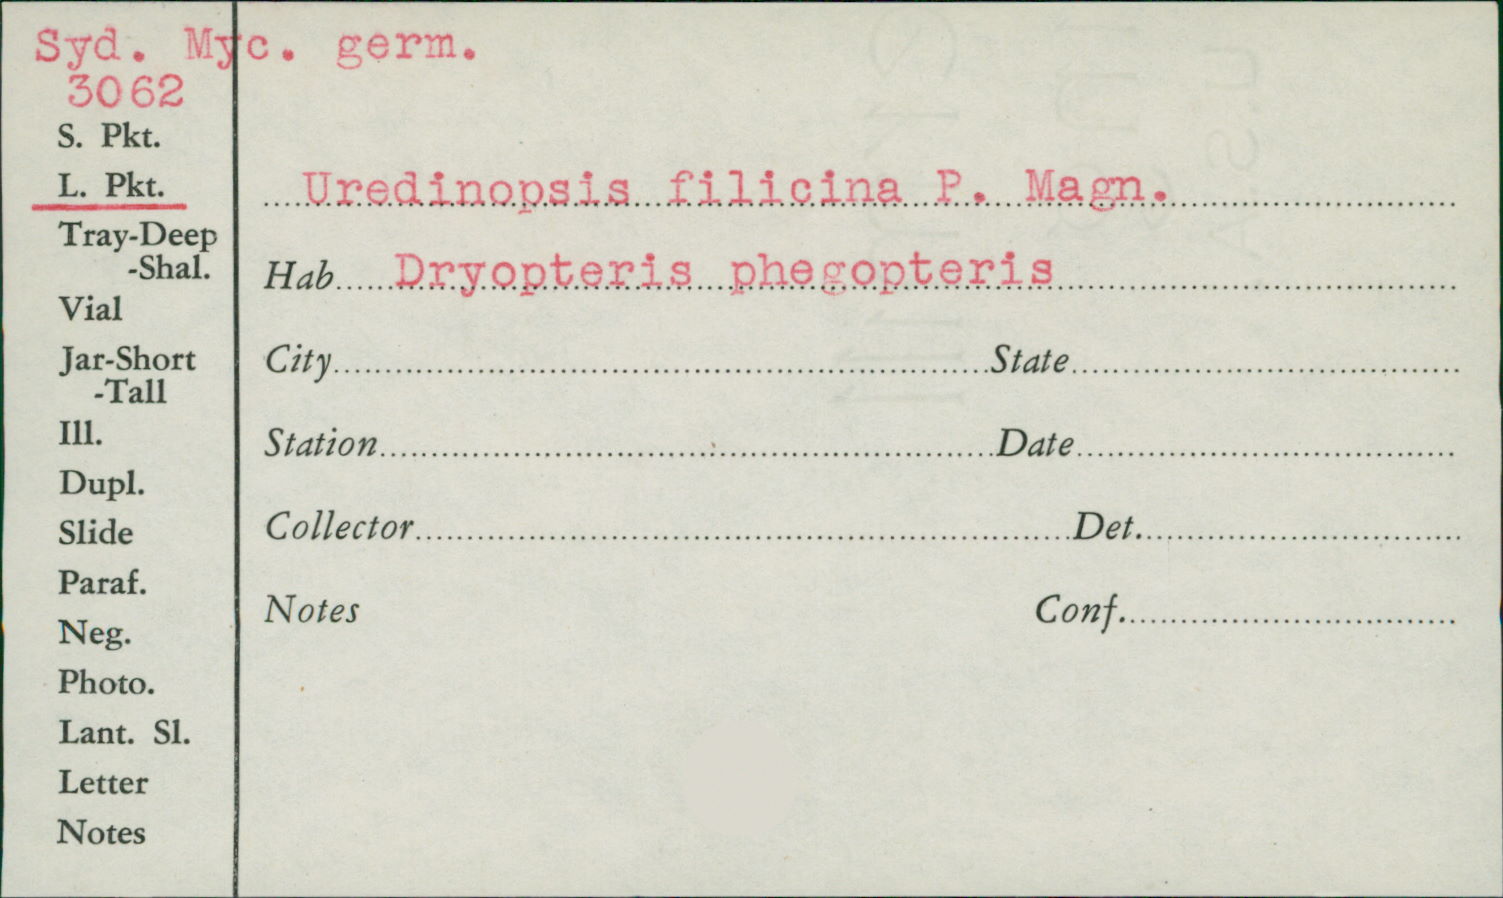 Syd. Myc. germ.
3062
S. Pkt.
L. Pkt.
Tray-Deep
-Shal.
Vial
Jar-Short
-Tall
Ill.
Dupl.
Slide
Paraf.
Neg.
Photo.
Lant. Sl.
Letter
Notes
Uredinopsis filicina P. Magn.
Hab. Dryopteris phegopteris
City State
Station Date
Collector Det.
Notes Conf.